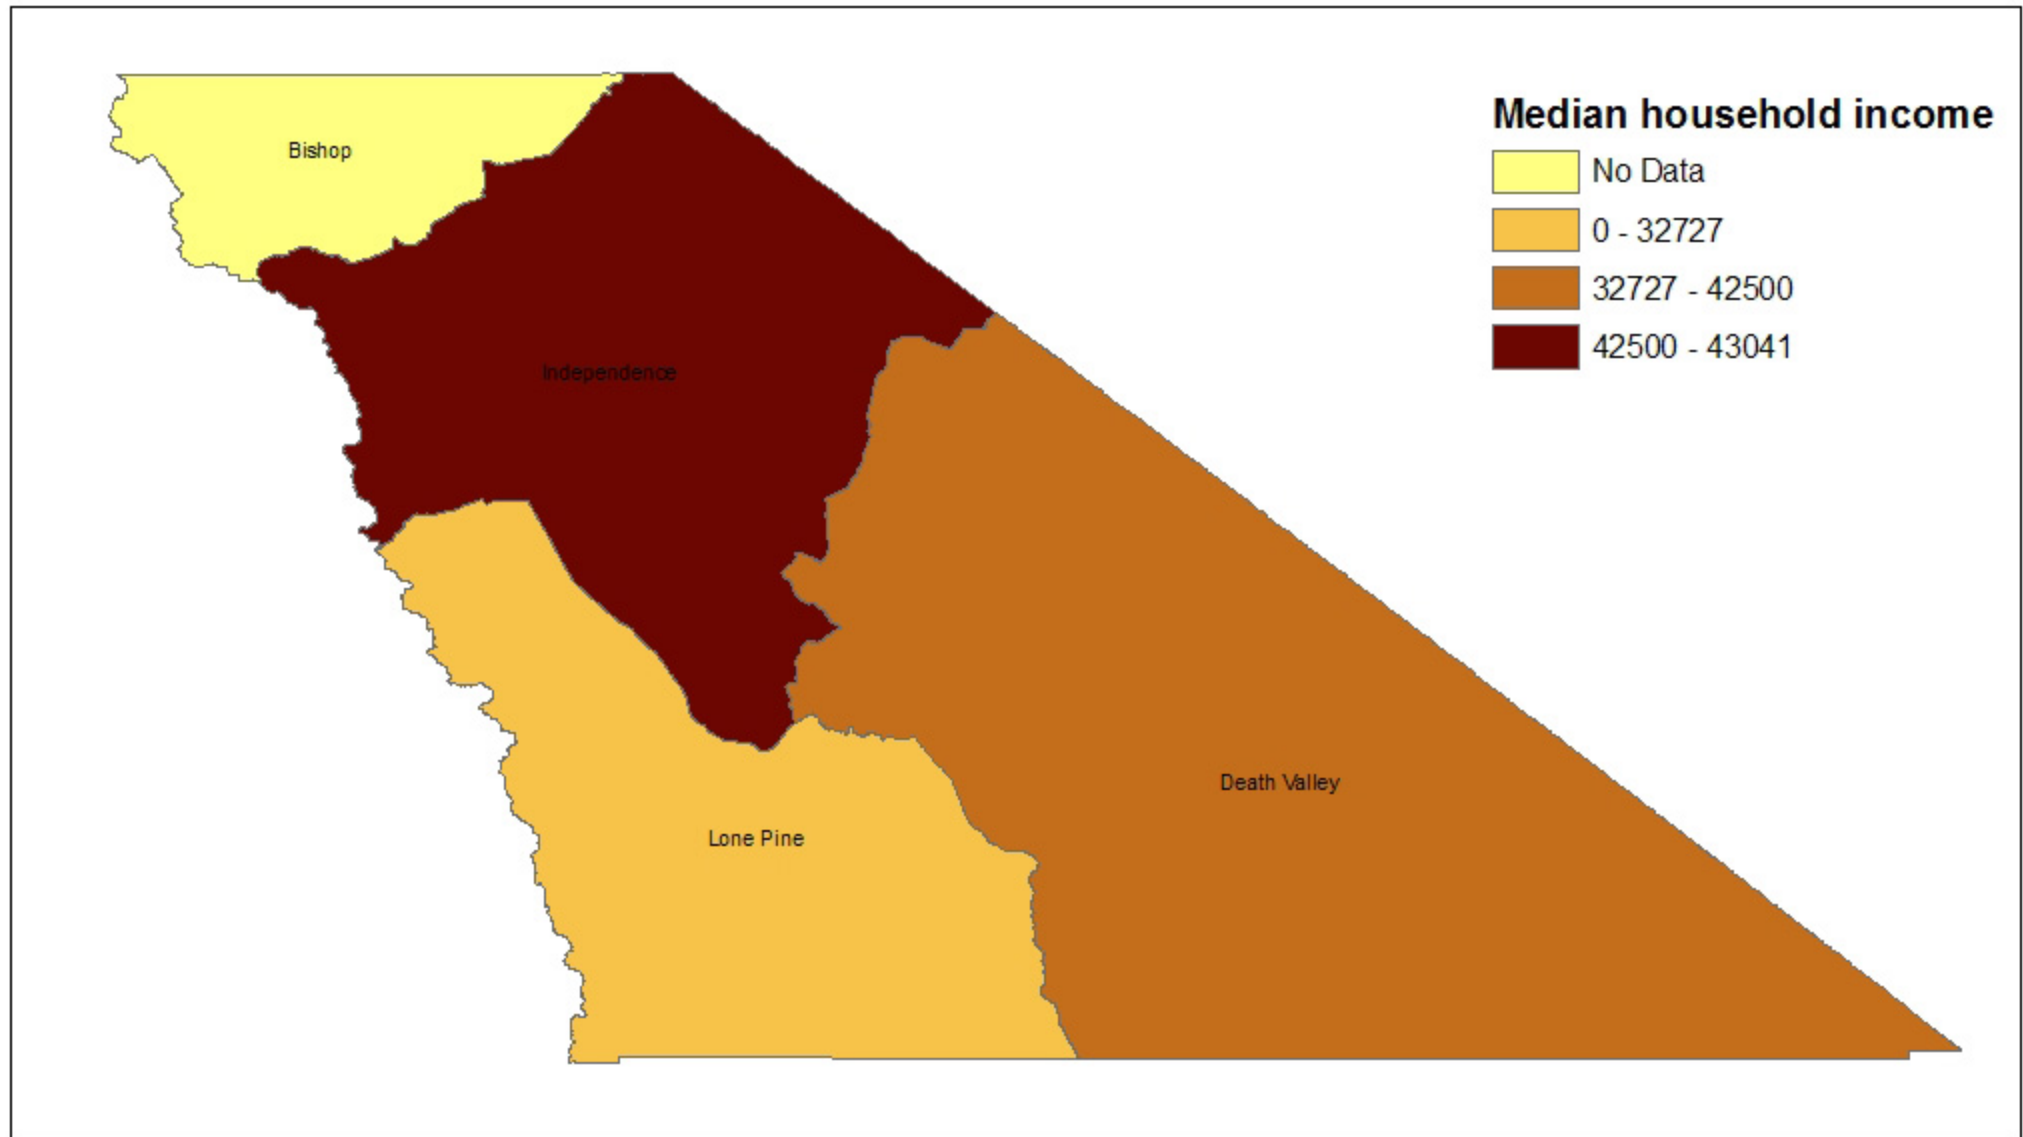 Median household income
No Data
0 - 32727
32727 - 42500
42500 - 43041
Bishop
Independence
Death Valley
Lone Pine